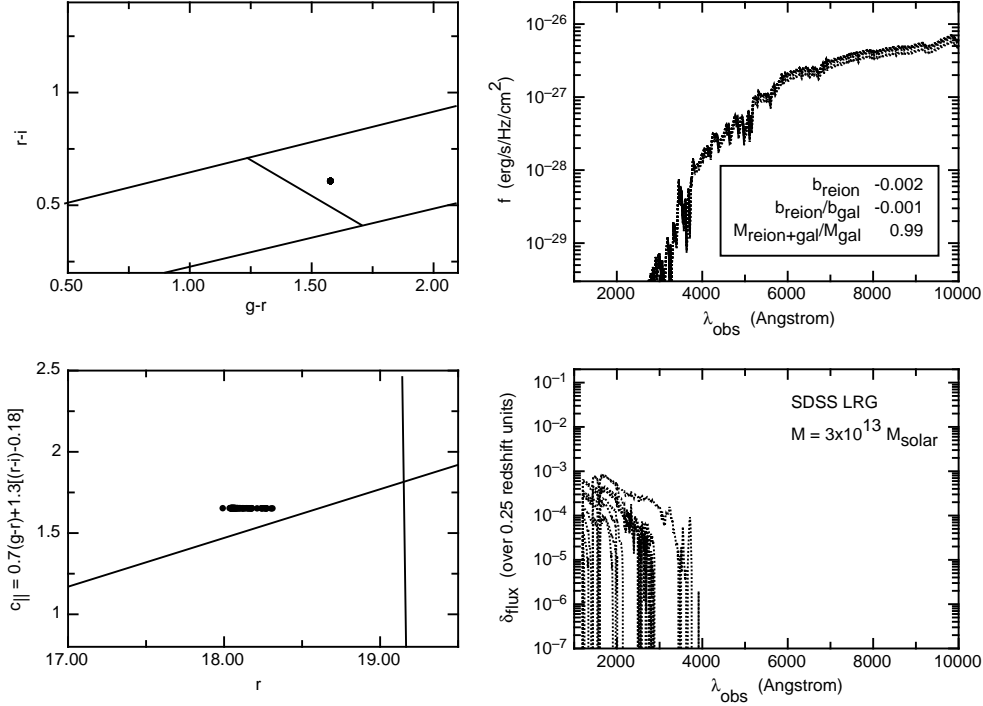 1
0.5
r-i
0.50
1.00
1.50
2.00
g-r
10⁻²⁶
10⁻²⁷
10⁻²⁸
10⁻²⁹
f (erg/s/Hz/cm²)
b_reion -0.002
b_reion/b_gal -0.001
M_reion+gal/M_gal 0.99
2000
4000
6000
8000
10000
λ_obs (Angstrom)
2.5
2
1.5
1
c_|| = 0.7(g-r)+1.3[(r-i)-0.18]
17.00
18.00
19.00
r
10⁻¹
10⁻²
10⁻³
10⁻⁴
10⁻⁵
10⁻⁶
10⁻⁷
δ_flux (over 0.25 redshift units)
SDSS LRG
M = 3x10¹³ M_solar
2000
4000
6000
8000
10000
λ_obs (Angstrom)